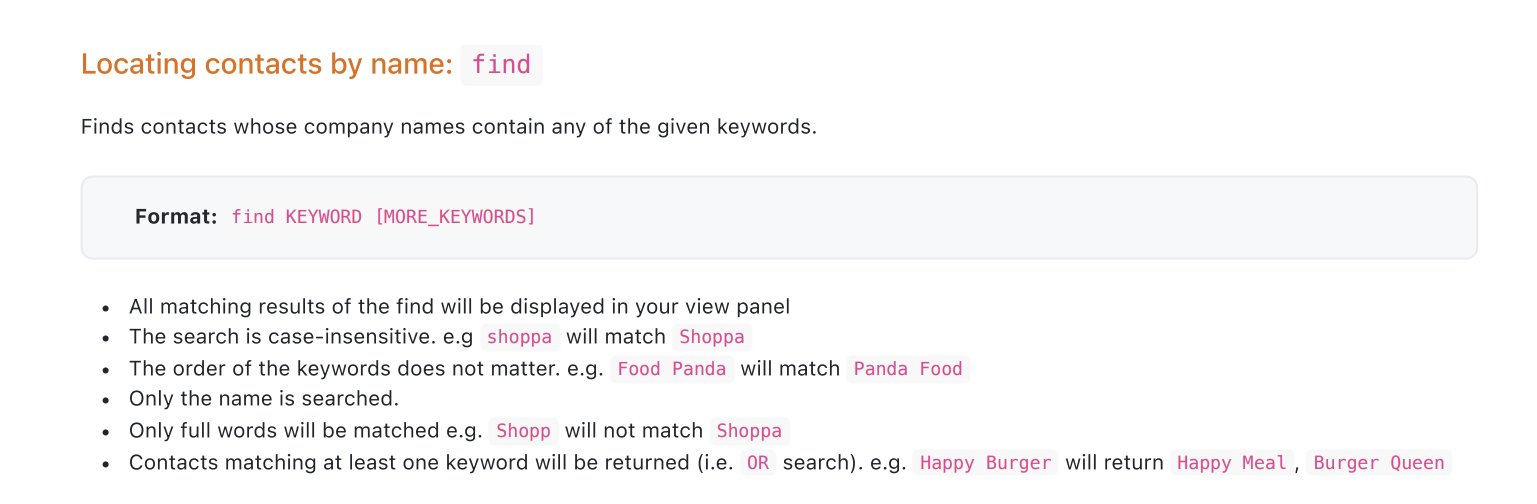 Locating contacts by name: find
Finds contacts whose company names contain any of the given keywords.
Format: find KEYWORD [MORE_KEYWORDS]
• All matching results of the find will be displayed in your view panel
• The search is case-insensitive. e.g shoppa will match Shoppa
• The order of the keywords does not matter. e.g. Food Panda will match Panda Food
• Only the name is searched.
• Only full words will be matched e.g. Shopp will not match Shoppa
• Contacts matching at least one keyword will be returned (i.e. OR search). e.g. Happy Burger will return Happy Meal, Burger Queen